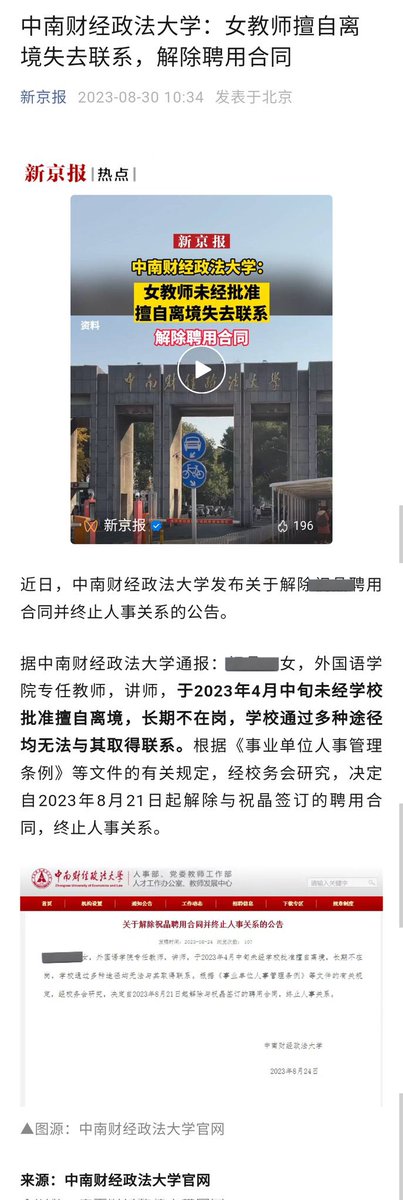 中南财经政法大学：女教师擅自离
境失去联系，解除聘用合同
新京报 2023-08-30 10:34 发表于北京
新京报 | 热点 |
新京报
中南财经政法大学：
女教师未经批准
擅自离境失去联系
解除聘用合同
资料
中南财经政法大学
新京报 196
近日，中南财经政法大学发布关于解除 聘用
合同并终止人事关系的公告。
据中南财经政法大学通报： 女，外国语学
院专任教师，讲师，于2023年4月中旬未经学校
批准擅自离境，长期不在岗，学校通过多种途径
均无法与其取得联系。根据《事业单位人事管理
条例》等文件的有关规定，经校务会研究，决定
自2023年8月21日起解除与祝晶签订的聘用合
同，终止人事关系。
中南财经政法大学 人事部、党委教师工作部
Zhongnan University of Economics and Law 人才工作办公室、教师发展中心
请输入关键字
首页 机构设置 通知公告 工作动态 招聘信息 下载专区 规章制度
关于解除祝晶聘用合同并终止人事关系的公告
发稿时间：2023-08-24 浏览次数：
女，外国语学院专任教师，讲师，于2023年4月中旬未经学校批准擅自离境，长期不在
岗，学校通过多种途径均无法与其取得联系。根据《事业单位人事管理条例》等文件的有关规
定，经校务会研究，决定自2023年8月21日起解除与祝晶签订的聘用合同，终止人事关系。
中南财经政法大学
2023年8月24日
▲图源：中南财经政法大学官网
来源：中南财经政法大学官网